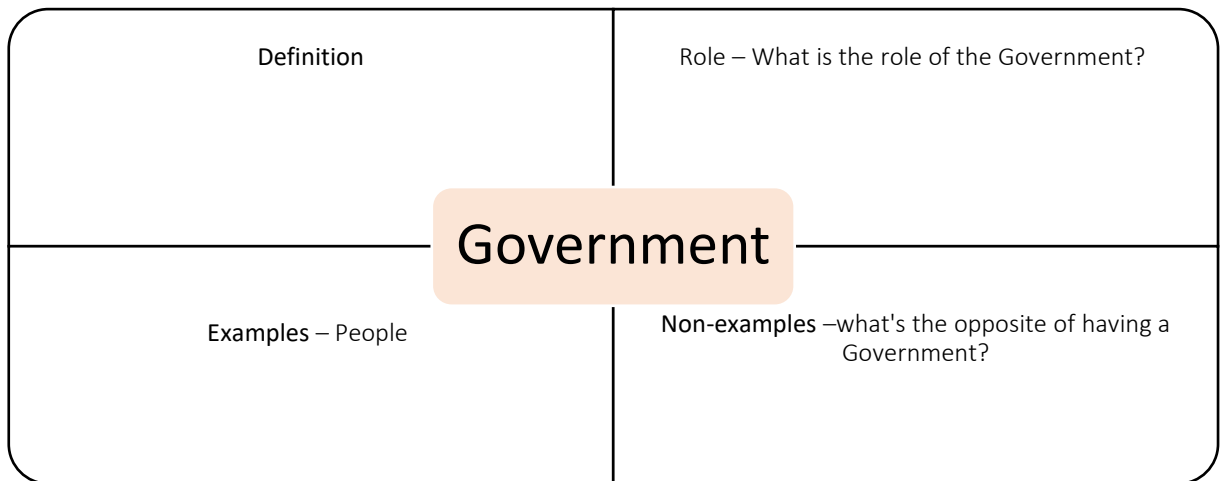 Definition
Role – What is the role of the Government?
Government
Examples – People
Non-examples –what's the opposite of having a
Government?